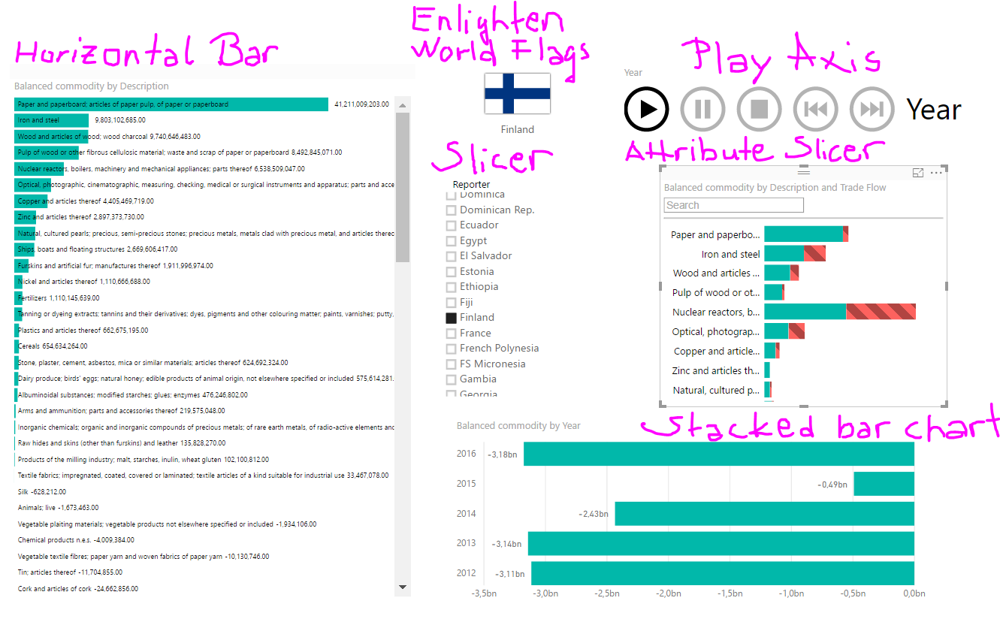 Horizontal Bar
Balanced commodity by Description
Paper and paperboard; articles of paper pulp, of paper or paperboard 41,211,009,203.00
Iron and steel 9,803,102,685.00
Wood and articles of wood; wood charcoal 9,740,646,483.00
Pulp of wood or other fibrous cellulosic material; waste and scrap of paper or paperboard 8,492,845,071.00
Nuclear reactors, boilers, machinery and mechanical appliances; parts thereof 6,538,509,047.00
Optical, photographic, cinematographic, measuring, checking, medical or surgical instruments and apparatus; parts and acce
Copper and articles thereof 4,405,469,719.00
Zinc and articles thereof 2,897,373,730.00
Natural, cultured pearls; precious, semi-precious stones; precious metals, metals clad with precious metal, and articles therec
Ships, boats and floating structures 2,669,606,417.00
Furskins and artificial fur; manufactures thereof 1,911,996,974.00
Nickel and articles thereof 1,110,666,688.00
Fertilizers 1,110,145,639.00
Tanning or dyeing extracts; tannins and their derivatives; dyes, pigments and other colouring matter; paints, varnishes; putty,
Plastics and articles thereof 662,675,195.00
Cereals 654,634,264.00
Stone, plaster, cement, asbestos, mica or similar materials; articles thereof 624,692,324.00
Dairy produce; birds' eggs; natural honey; edible products of animal origin, not elsewhere specified or included 575,614,281.
Albuminoidal substances; modified starches; glues; enzymes 476,246,802.00
Arms and ammunition; parts and accessories thereof 219,575,048.00
Inorganic chemicals; organic and inorganic compounds of precious metals; of rare earth metals, of radio-active elements and
Raw hides and skins (other than furskins) and leather 135,828,270.00
Products of the milling industry; malt, starches, inulin, wheat gluten 102,100,812.00
Textile fabrics; impregnated, coated, covered or laminated; textile articles of a kind suitable for industrial use 33,467,078.00
Silk -628,212.00
Animals; live -1,673,463.00
Vegetable plaiting materials; vegetable products not elsewhere specified or included -1,934,106.00
Chemical products n.e.s. -4,009,384.00
Vegetable textile fibres; paper yarn and woven fabrics of paper yarn -10,130,746.00
Tin; articles thereof -11,704,855.00
Cork and articles of cork -24,662,856.00
Enlighten
World Flags
Finland
Slicer
Reporter
Dominica
Dominican Rep.
Ecuador
Egypt
El Salvador
Estonia
Ethiopia
Fiji
Finland
France
French Polynesia
FS Micronesia
Gambia
Georgia
Play Axis
Year
Year
Attribute Slicer
Balanced commodity by Description and Trade Flow
Search
Paper and paperbo...
Iron and steel
Wood and articles ...
Pulp of wood or ot...
Nuclear reactors, b...
Optical, photograp...
Copper and article...
Zinc and articles th...
Natural, cultured p...
Stacked bar chart
Balanced commodity by Year
2016 -3,18bn
2015 -0,49bn
2014 -2,43bn
2013 -3,14bn
2012 -3,11bn
-3,5bn -3,0bn -2,5bn -2,0bn -1,5bn -1,0bn -0,5bn 0,0bn